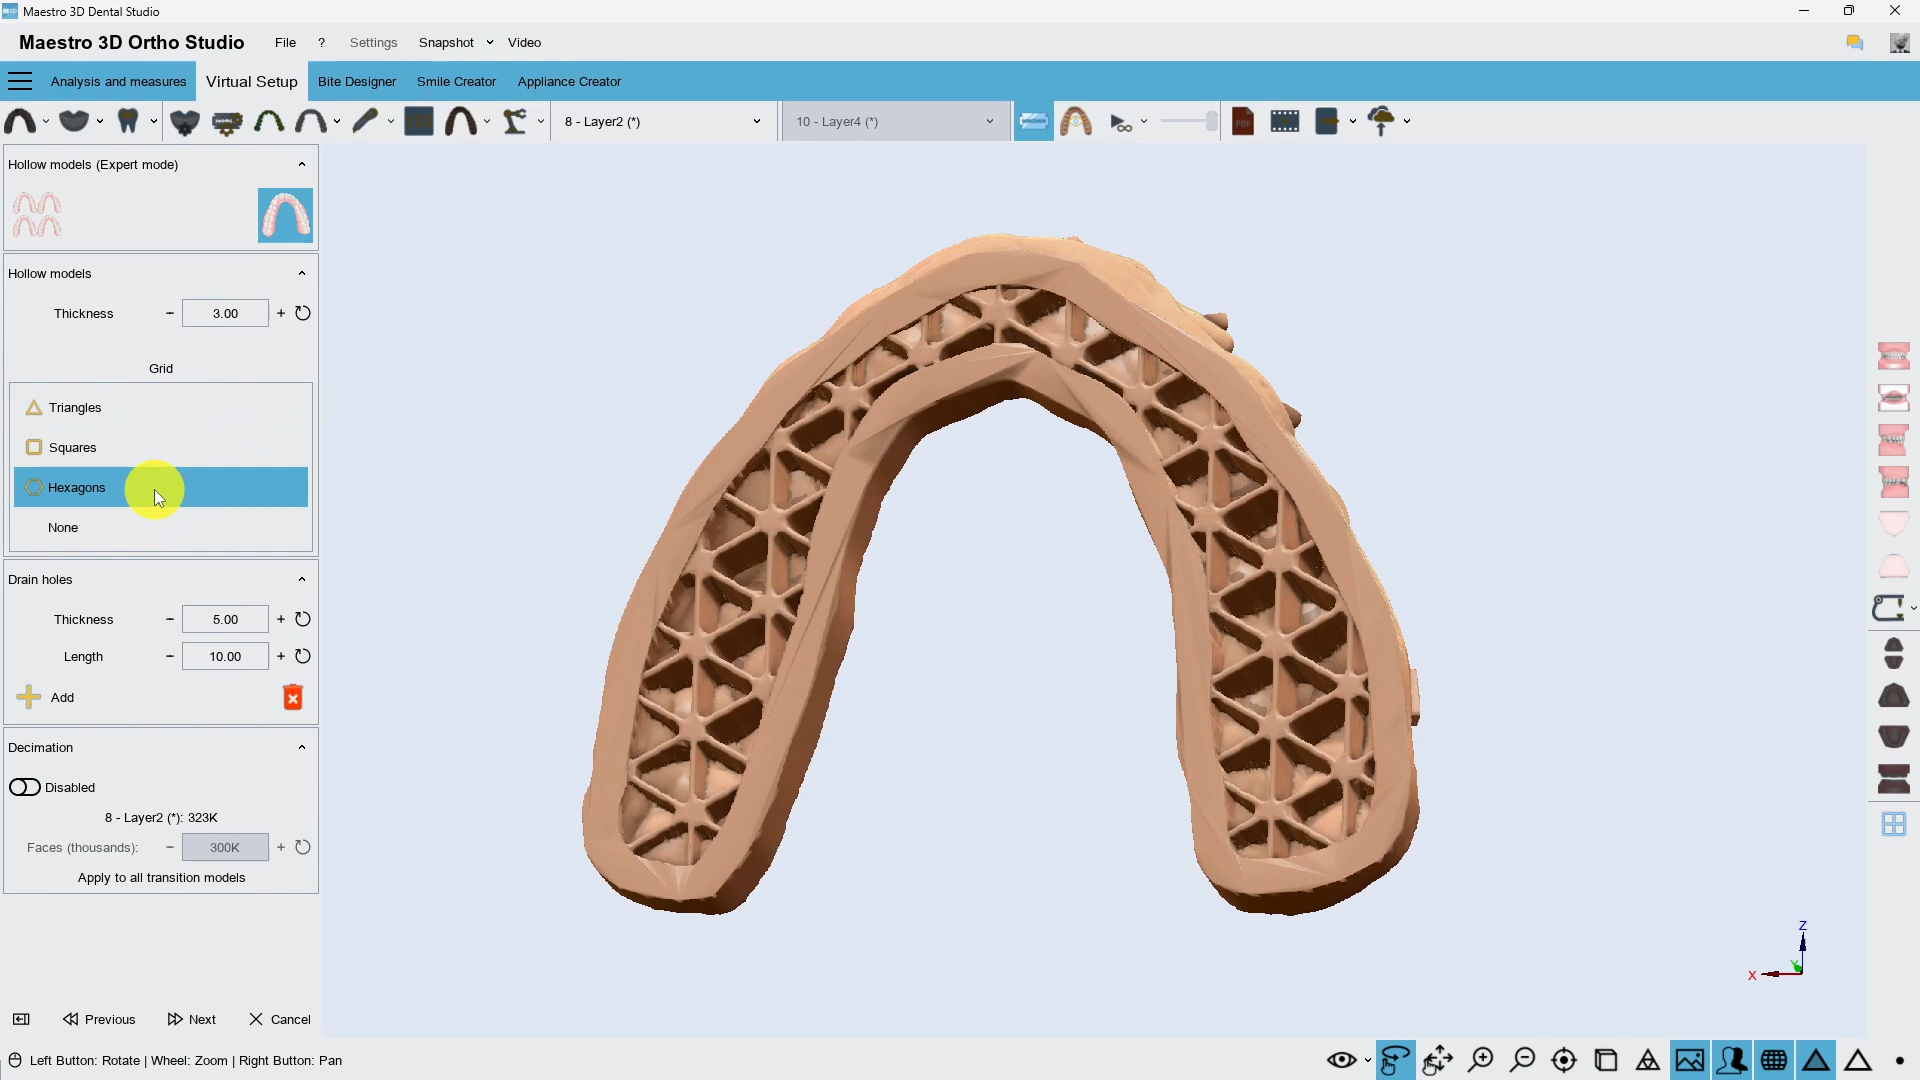 Maestro 3D Dental Studio
Maestro 3D Ortho Studio File ? Settings Snapshot Video
Analysis and measures Virtual Setup Bite Designer Smile Creator Appliance Creator
8 - Layer2 (*) 10 - Layer4 (*)
PDF
Hollow models (Expert mode)
Hollow models
Thickness - 3.00 +
Grid
Triangles
Squares
Hexagons
None
Drain holes
Thickness - 5.00 +
Length - 10.00 +
Add
Decimation
Disabled
8 - Layer2 (*): 323K
Faces (thousands): - 300K +
Apply to all transition models
Z
Y
X
Previous Next Cancel
Left Button: Rotate | Wheel: Zoom | Right Button: Pan